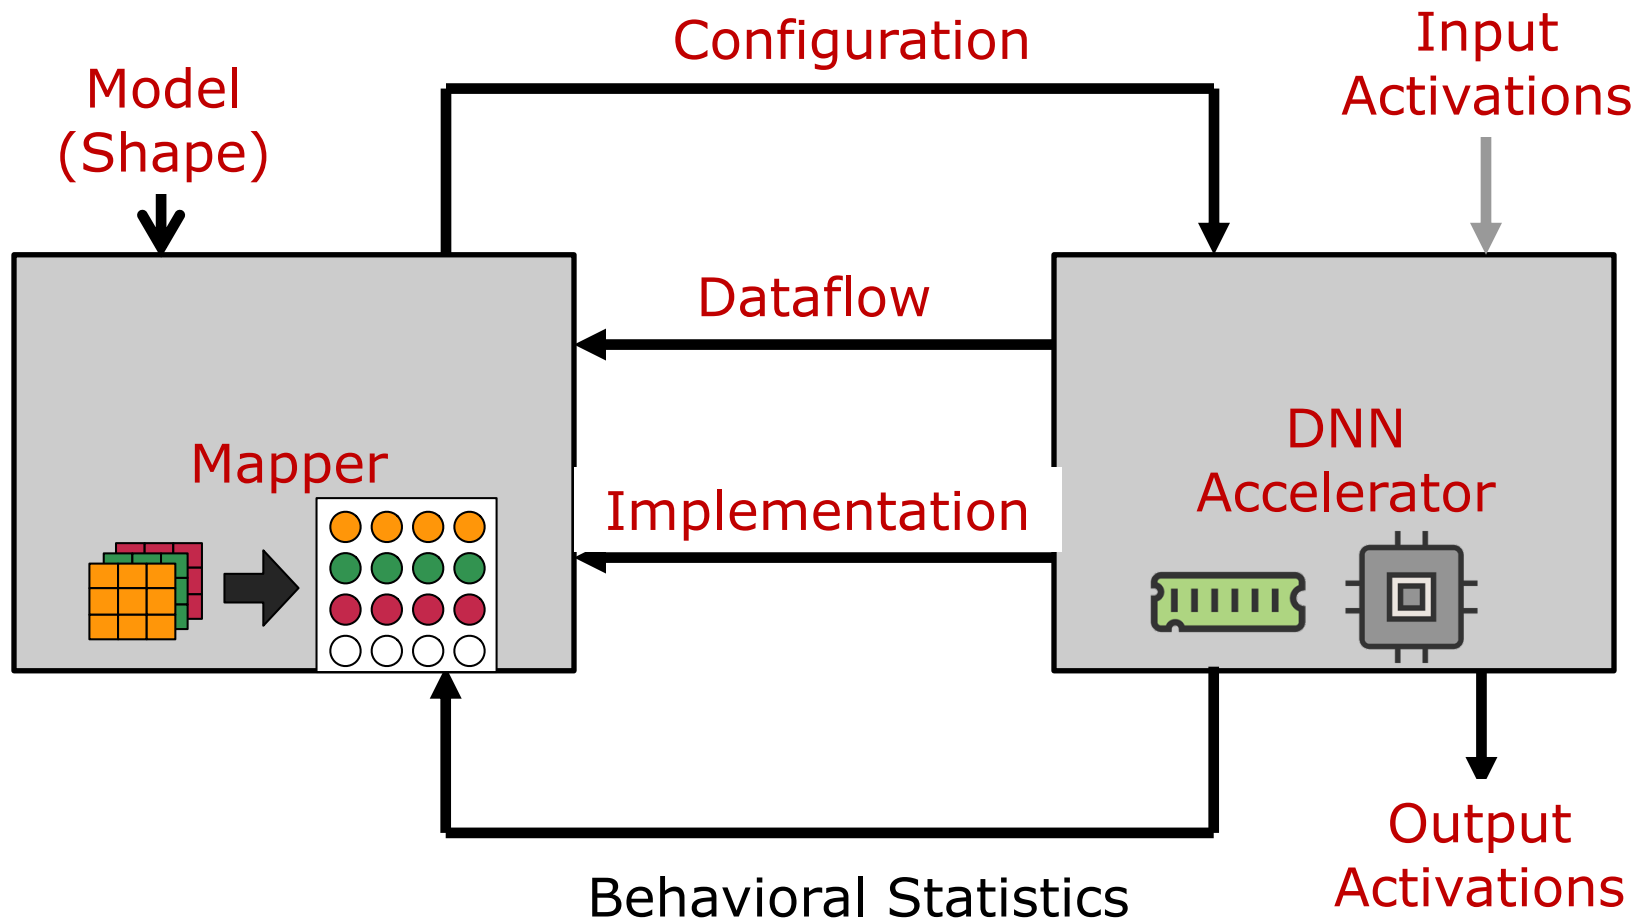 Configuration
Input
Activations
Model
(Shape)
Dataflow
DNN
Accelerator
Mapper
Implementation
Output
Activations
Behavioral Statistics